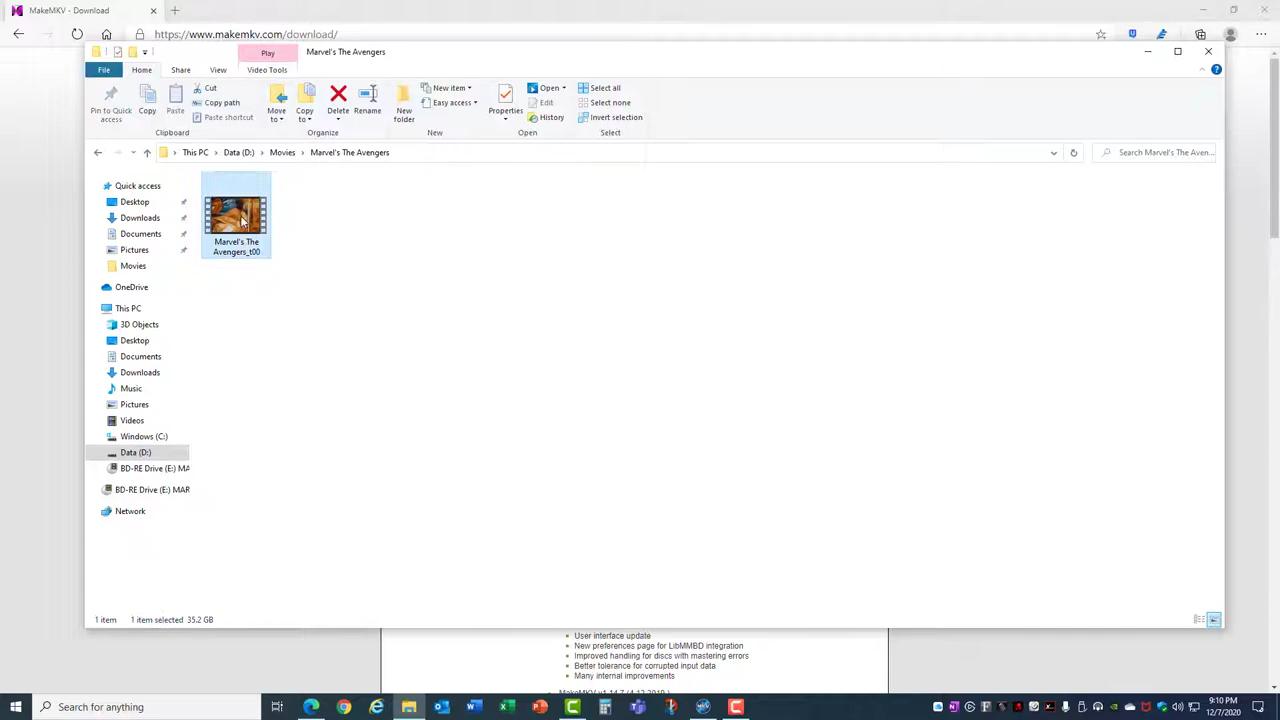 MakeMKV - Download
https://www.makemkv.com/download/
Play
Marvel's The Avengers
File
Home
Share
View
Video Tools
Pin to Quick
access
Copy
Paste
Cut
Copy path
Paste shortcut
Clipboard
Move
to
Copy
to
Delete
Rename
Organize
New
folder
New item
Easy access
New
Properties
Open
Edit
History
Open
Select all
Select none
Invert selection
Select
This PC > Data (D:) > Movies > Marvel's The Avengers
Search Marvel's The Aven...
Quick access
Desktop
Downloads
Documents
Pictures
Movies
OneDrive
This PC
3D Objects
Desktop
Documents
Downloads
Music
Pictures
Videos
Windows (C:)
Data (D:)
BD-RE Drive (E:) MA
BD-RE Drive (E:) MAR
Network
Marvel's The
Avengers_t00
1 item
1 item selected 35.2 GB
User interface update
New preferences page for LibMMBD integration
Improved handling for discs with mastering errors
Better tolerance for corrupted input data
Many internal improvements
MakeMKV v1.14.7 (4.12.2019 )
Search for anything
9:10 PM
12/7/2020